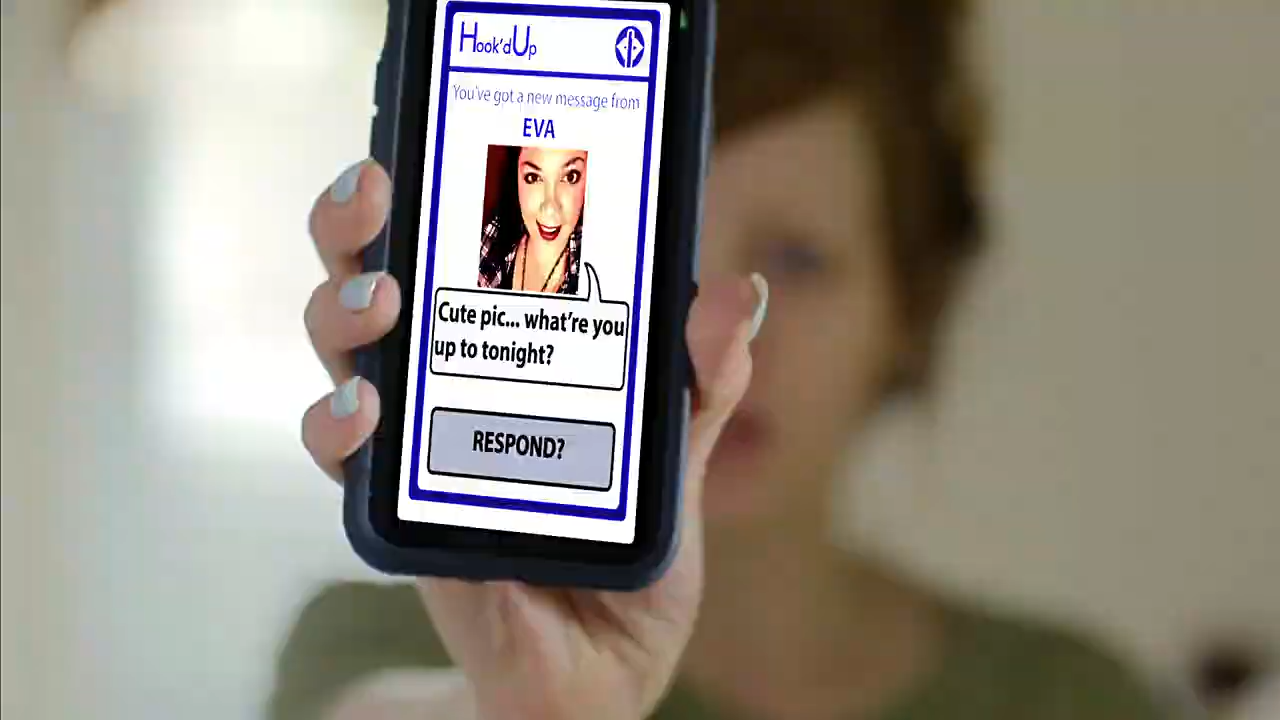 Hook'dUp
You've got a new message from
EVA
Cute pic... what're you
up to tonight?
RESPOND?